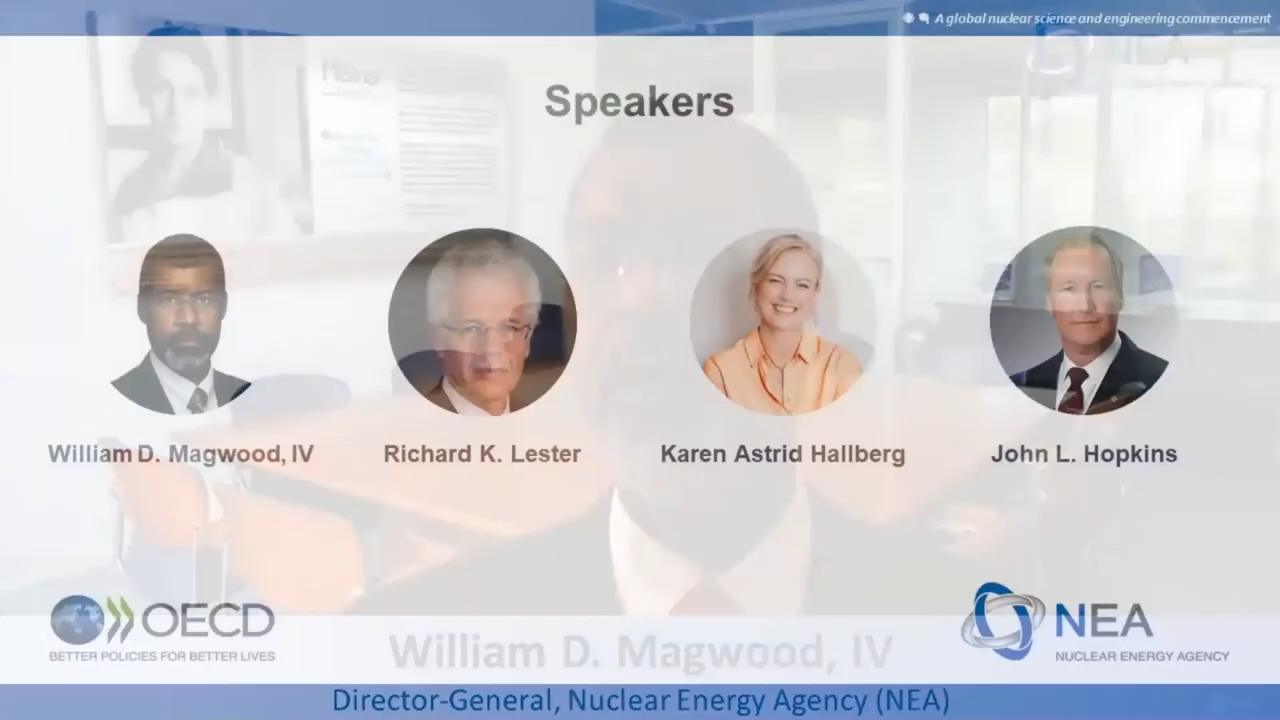 A global nuclear science and engineering commencement
Speakers
William D. Magwood, IV
Richard K. Lester
Karen Astrid Hallberg
John L. Hopkins
OECD
BETTER POLICIES FOR BETTER LIVES
NEA
NUCLEAR ENERGY AGENCY
William D. Magwood, IV
Director-General, Nuclear Energy Agency (NEA)